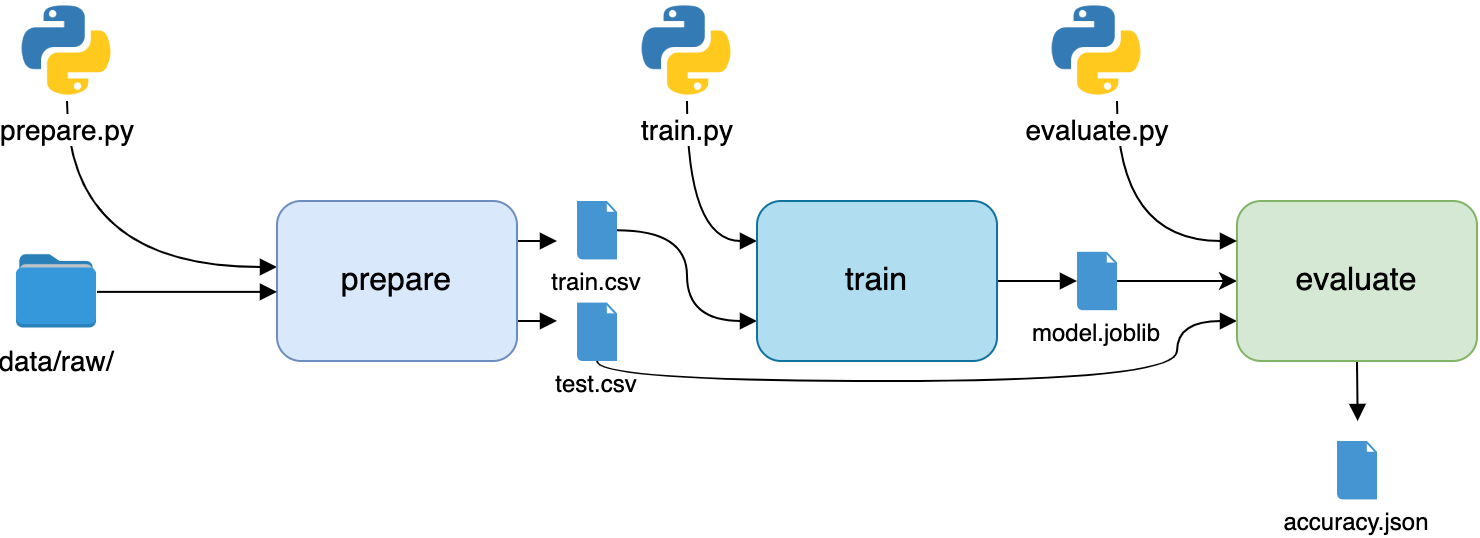 prepare.py
train.py
evaluate.py
prepare
train.csv
train
evaluate
model.joblib
data/raw/
test.csv
accuracy.json